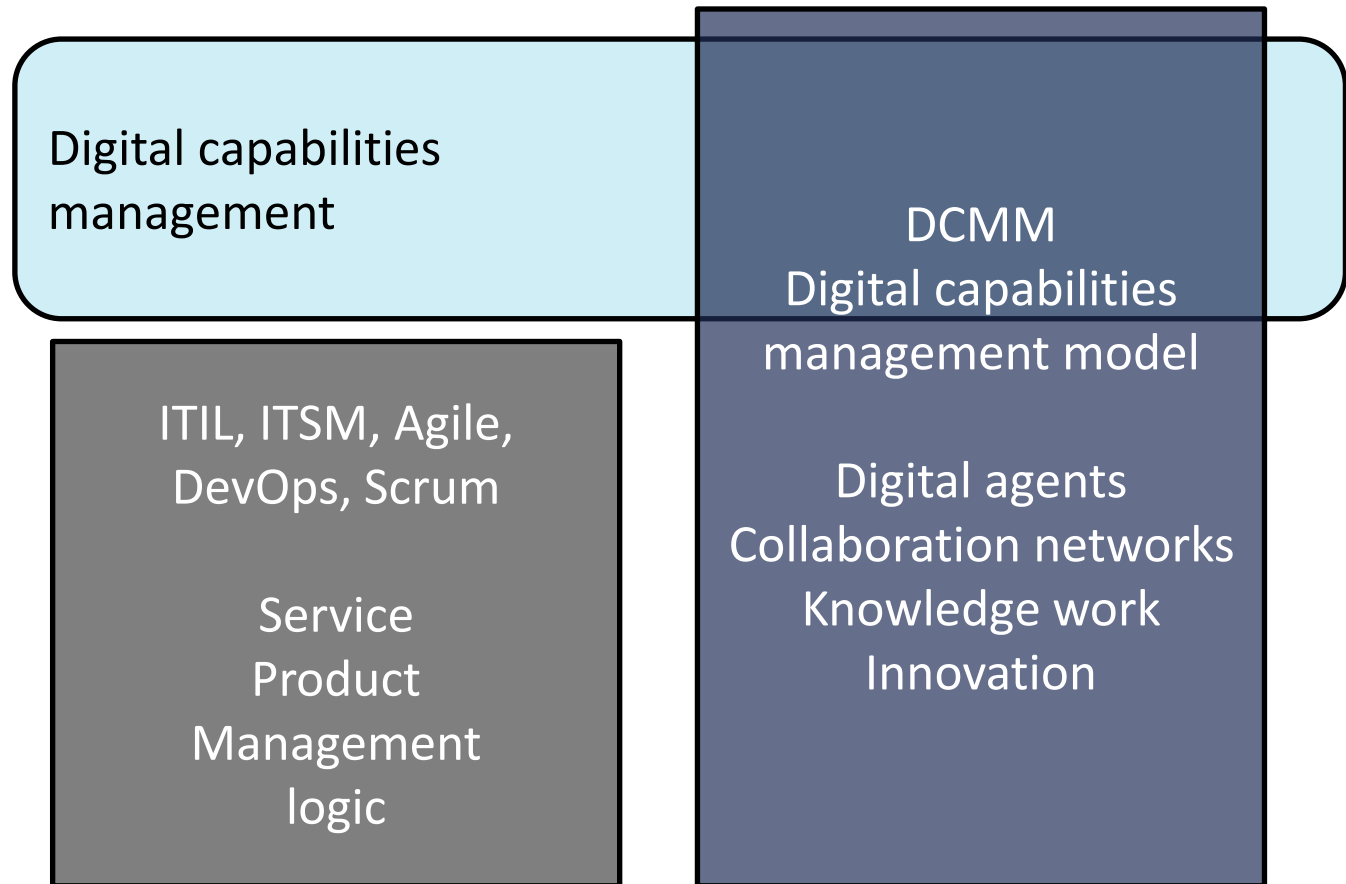 Digital capabilities
management
DCMM
Digital capabilities
management model
Digital agents
Collaboration networks
Knowledge work
Innovation
ITIL, ITSM, Agile,
DevOps, Scrum
Service
Product
Management
logic